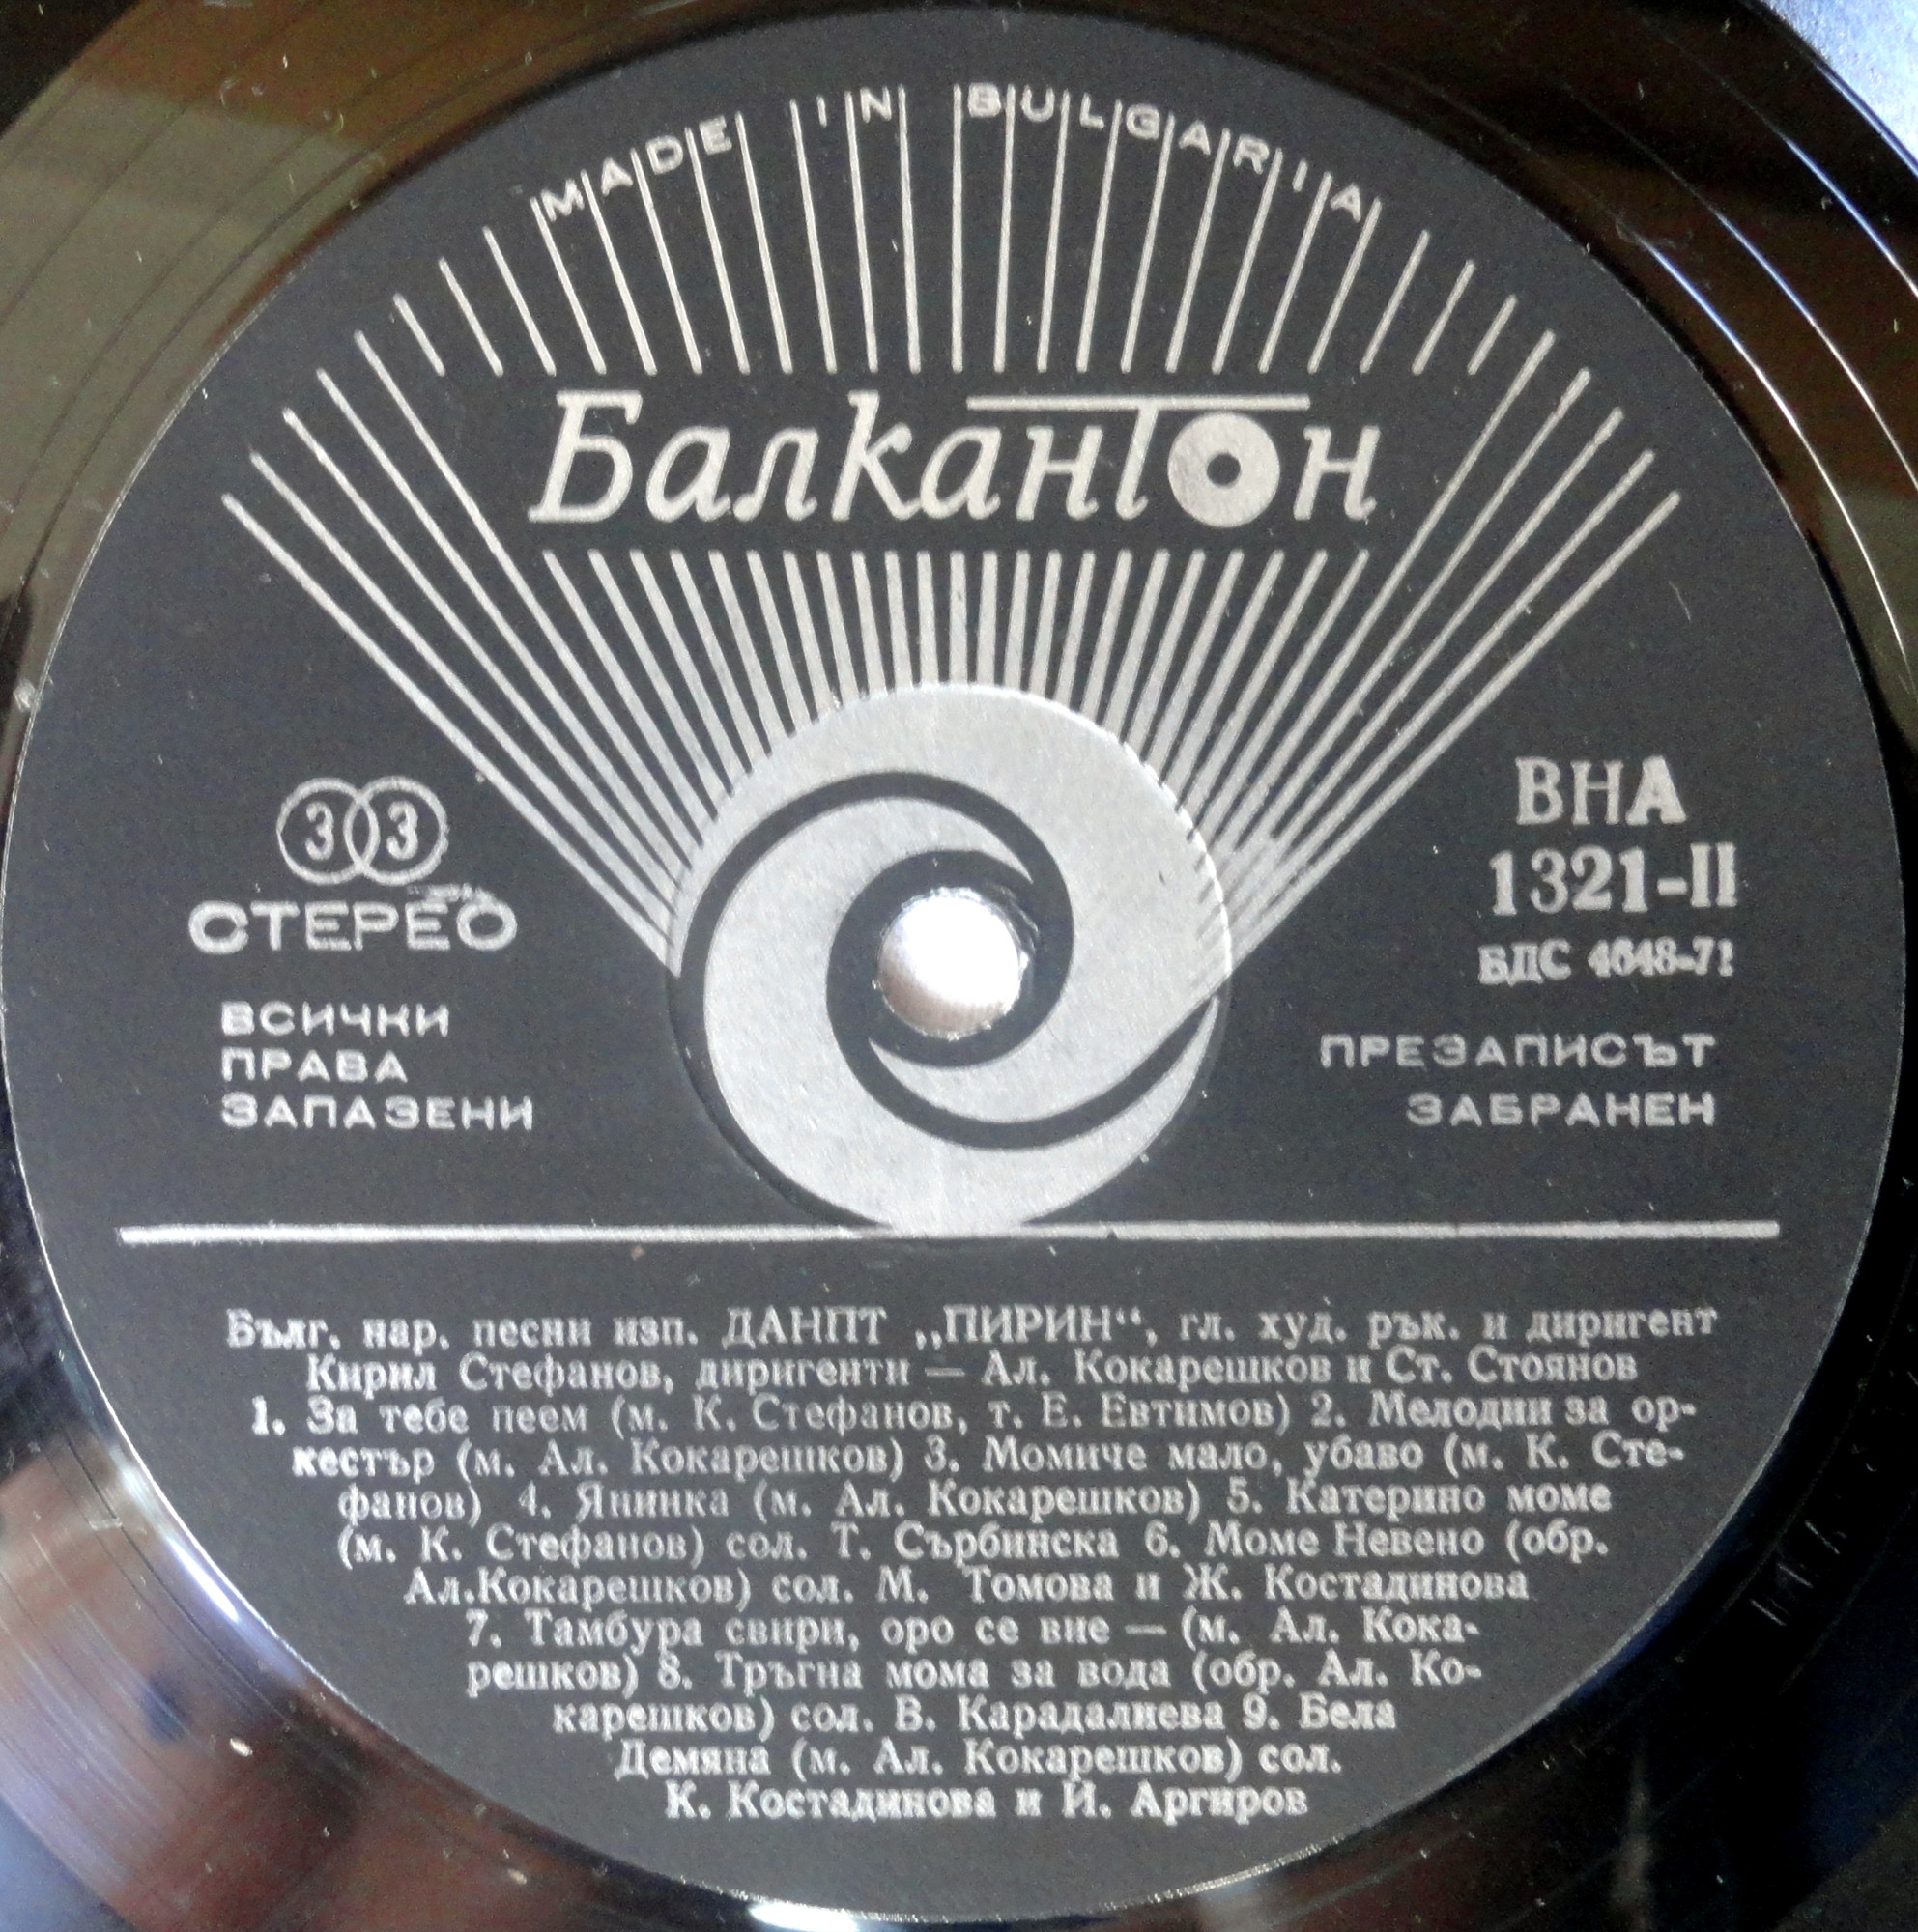 MADE IN BULGARIA
Балкантон
33
СТЕРЕО
ВСИЧКИ
ПРАВА
ЗАПАЗЕНИ
ВНА
1321-II
БДС 4648-71
ПРЕЗАПИСЪТ
ЗАБРАНЕН
Бълг. нар. песни изп. ДАНПТ „ПИРИН“, гл. худ. рък. и диригент
Кирил Стефанов, диригенти — Ал. Кокарешков и Ст. Стоянов
1. За тебе пеем (м. К. Стефанов, т. Е. Евтимов) 2. Мелодии за ор-
кестър (м. Ал. Кокарешков) 3. Момиче мало, убаво (м. К. Сте-
фанов) 4. Янинка (м. Ал. Кокарешков) 5. Катерино моме
(м. К. Стефанов) сол. Т. Сърбинска 6. Моме Невено (обр.
Ал.Кокарешков) сол. М. Томова и Ж. Костадинова
7. Тамбура свири, оро се вие — (м. Ал. Кока-
решков) 8. Тръгна мома за вода (обр. Ал. Ко-
карешков) сол. В. Карадалиева 9. Бела
Демяна (м. Ал. Кокарешков) сол.
К. Костадинова и Й. Аргиров